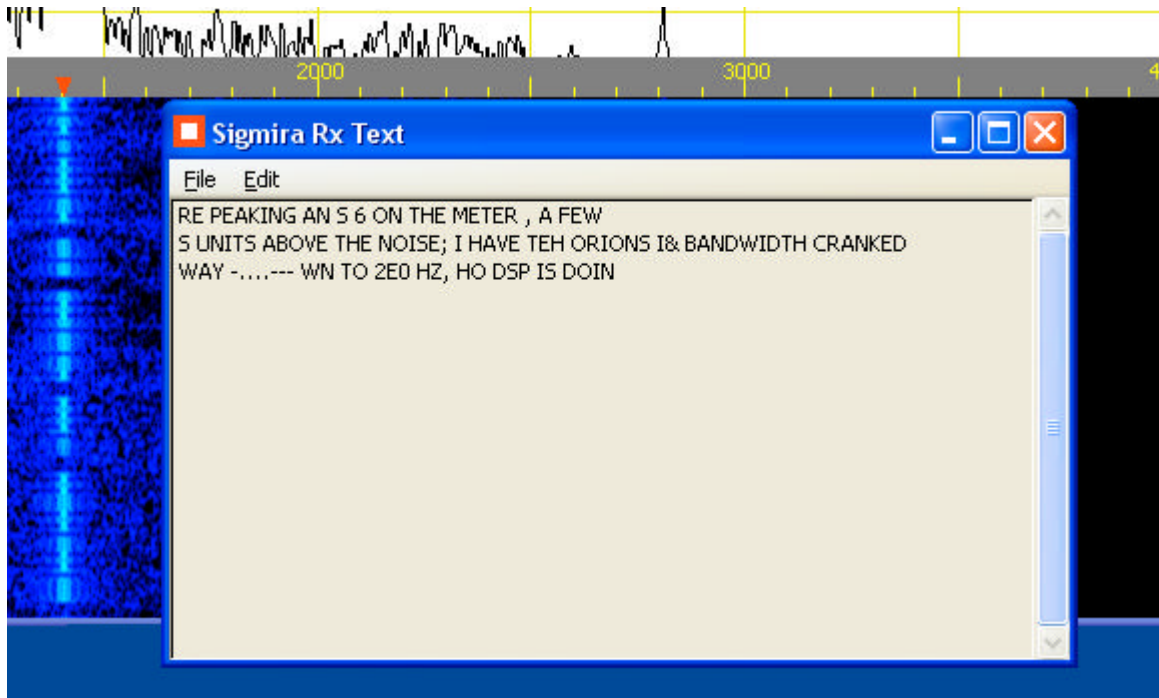 2000
3000
4
Sigmira Rx Text
File Edit
RE PEAKING AN S 6 ON THE METER , A FEW
S UNITS ABOVE THE NOISE; I HAVE TEH ORIONS I& BANDWIDTH CRANKED
WAY -....--- WN TO 2E0 HZ, HO DSP IS DOIN